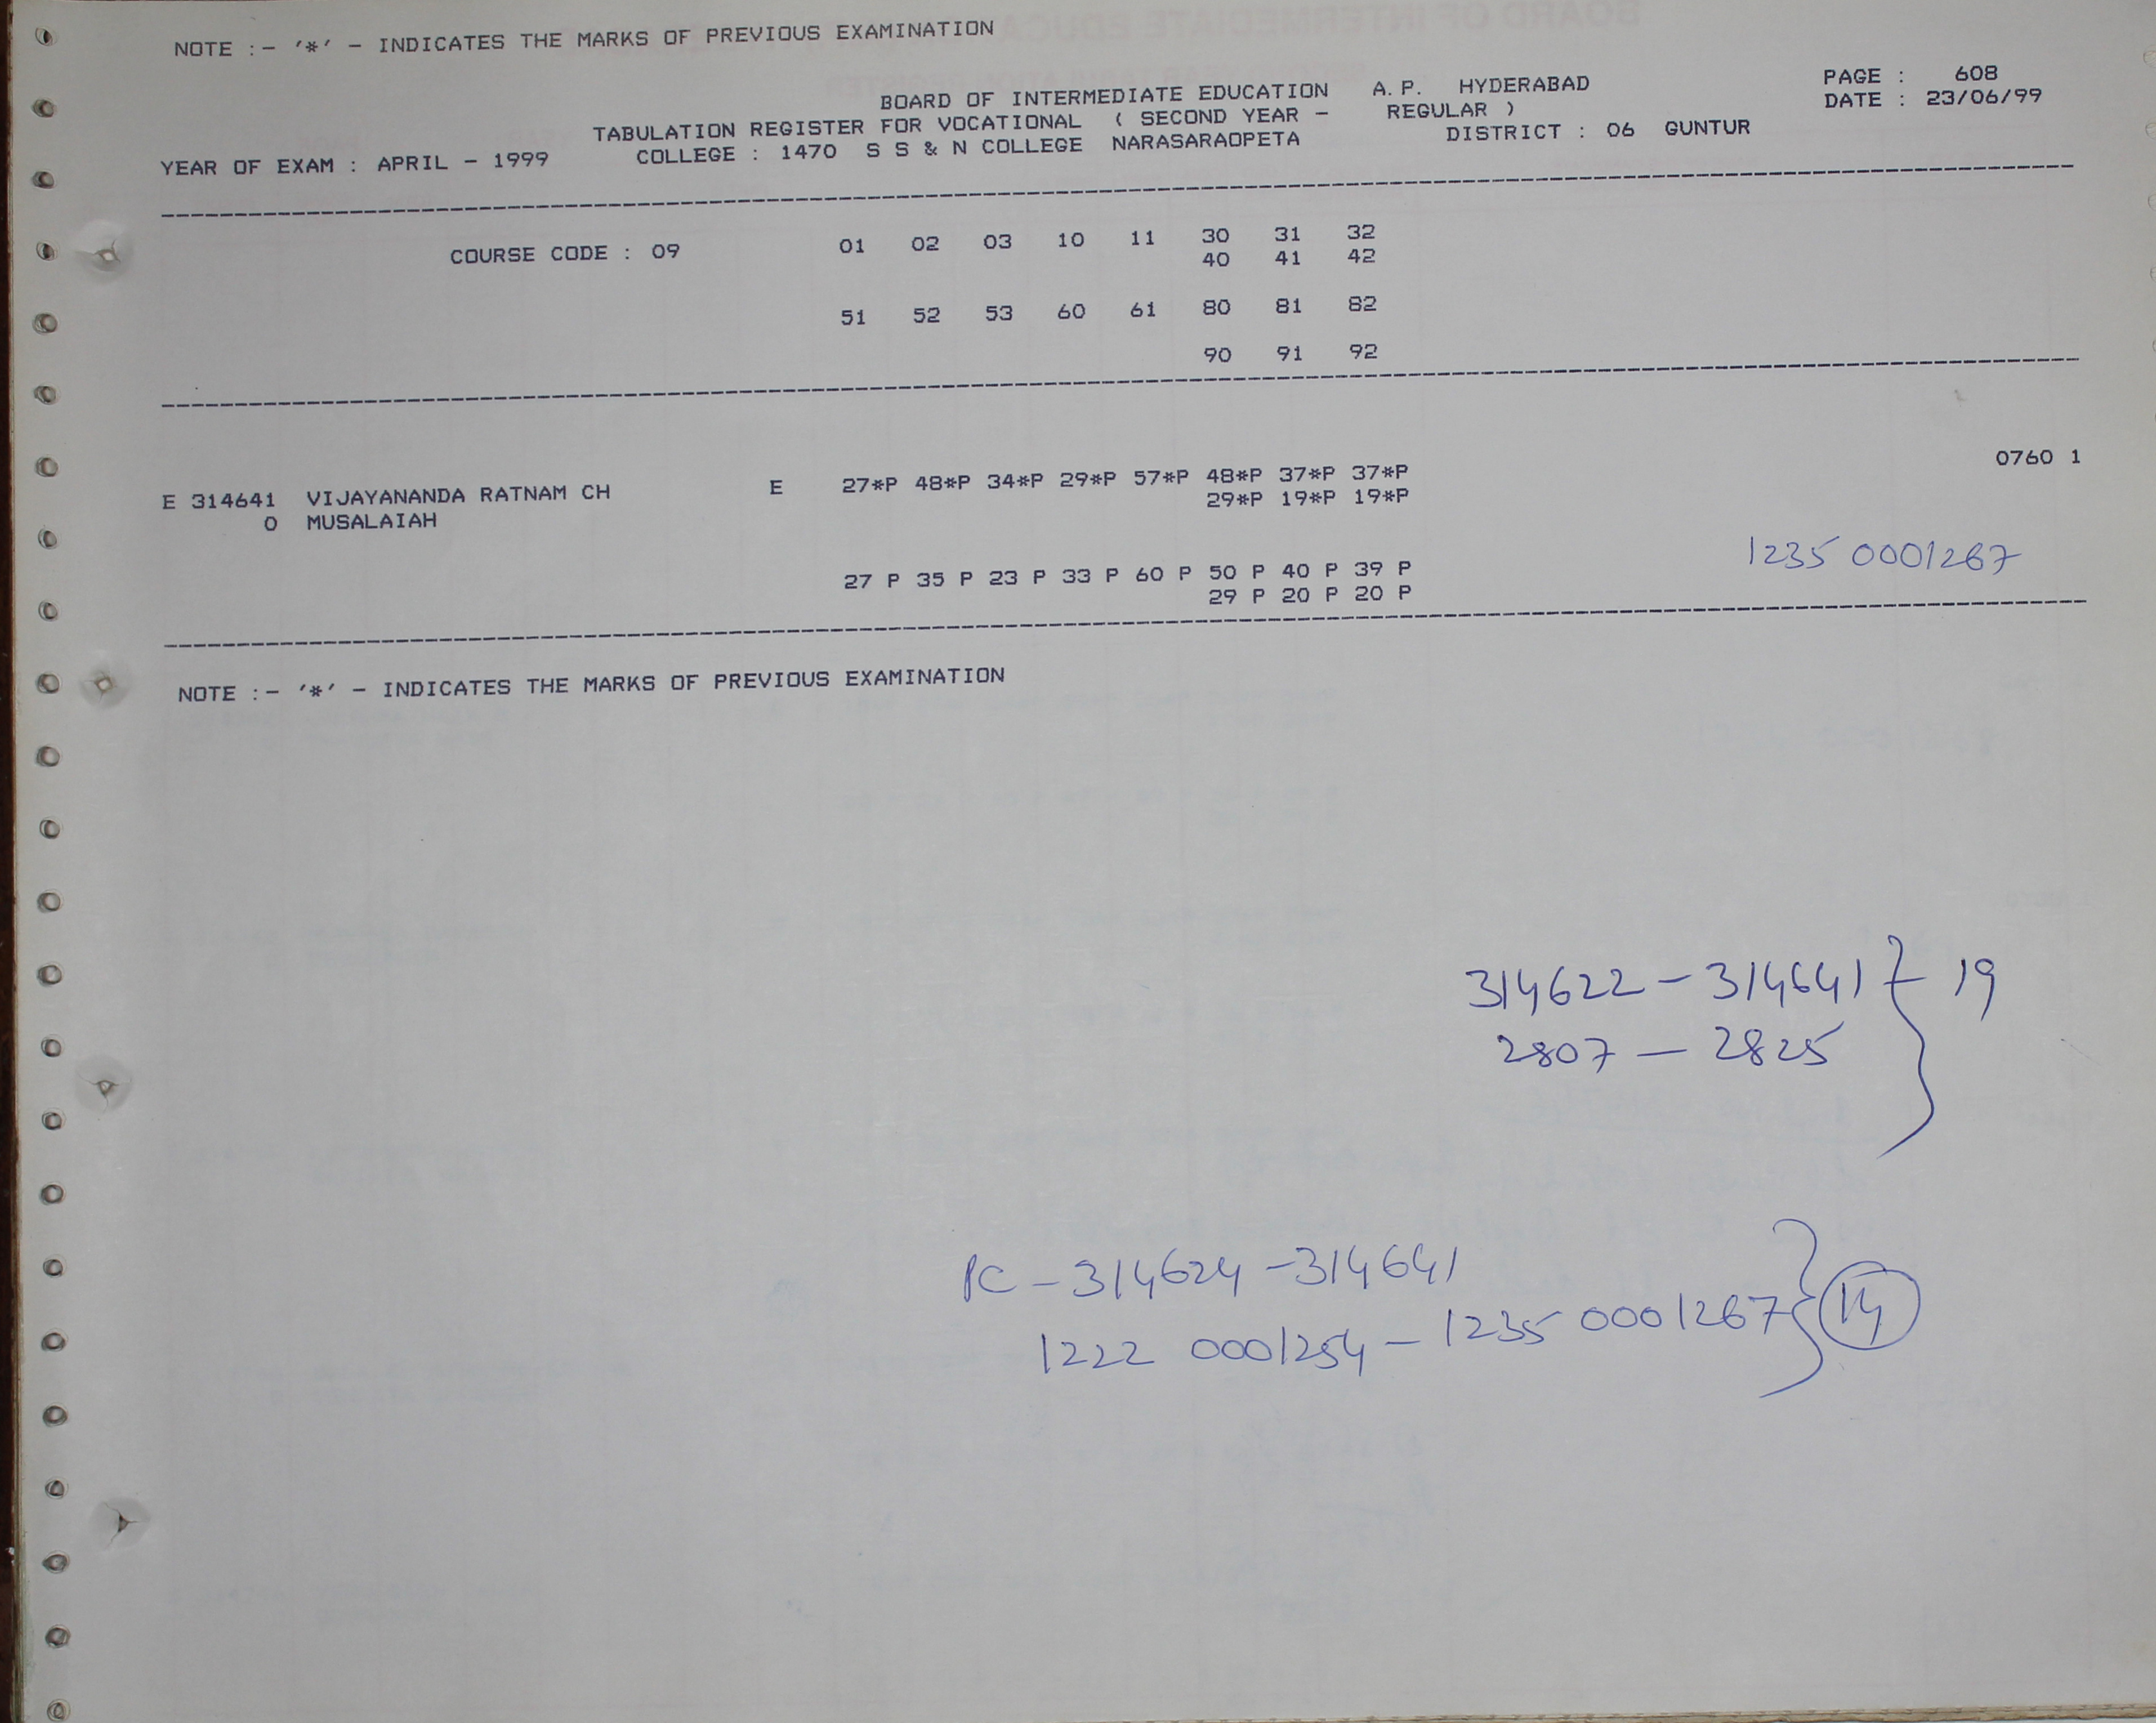 NOTE :- '*' - INDICATES THE MARKS OF PREVIOUS EXAMINATION
BOARD OF INTERMEDIATE EDUCATION A.P. HYDERABAD PAGE : 608
TABULATION REGISTER FOR VOCATIONAL ( SECOND YEAR - REGULAR ) DATE : 23/06/99
YEAR OF EXAM : APRIL - 1999 COLLEGE : 1470 S S & N COLLEGE NARASARAOPETA DISTRICT : 06 GUNTUR
COURSE CODE : 09 01 02 03 10 11 30 31 32
40 41 42
51 52 53 60 61 80 81 82
90 91 92
0760 1
E 314641 VIJAYANANDA RATNAM CH E 27*P 48*P 34*P 29*P 57*P 48*P 37*P 37*P
0 MUSALAIAH 29*P 19*P 19*P
1235 0001267
27 P 35 P 23 P 33 P 60 P 50 P 40 P 39 P
29 P 20 P 20 P
NOTE :- '*' - INDICATES THE MARKS OF PREVIOUS EXAMINATION
314622 - 314641 } 19
2807 - 2825
PC - 314624 - 314641
1222 0001254 - 1235 0001267 } 14